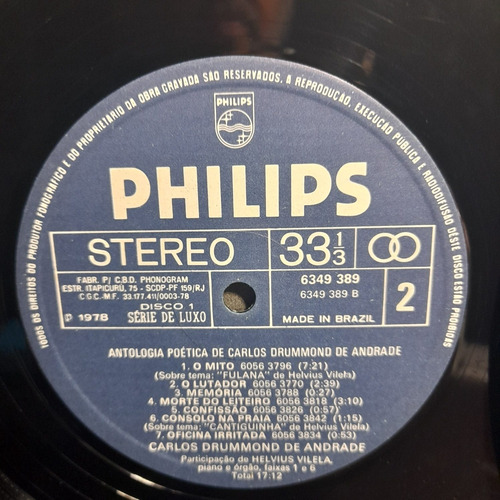 TODOS OS DIREITOS DO PRODUTOR FONOGRÁFICO E DO PROPRIETÁRIO DA OBRA GRAVADA SÃO RESERVADOS. A REPRODUÇÃO, EXECUÇÃO PÚBLICA E RADIODIFUSÃO DESTE DISCO ESTÃO PROIBIDAS
PHILIPS
PHILIPS
STEREO
33 1/3
FABR. P/ C.B.D. PHONOGRAM
ESTR. ITAPICURÚ, 75 - SCDP-PF 159/RJ
C.G.C.-M.F. 33.177.41/0003-78
6349 389
6349 389 B
2
DISCO 1
℗ 1978
SÉRIE DE LUXO
MADE IN BRAZIL
ANTOLOGIA POÉTICA DE CARLOS DRUMMOND DE ANDRADE
1. O MITO 6056 3796 (7:21)
(Sobre tema: "FULANA" de Helvius Vilela)
2. O LUTADOR 6056 3770 (2:39)
3. MEMÓRIA 6056 3788 (0:27)
4. MORTE DO LEITEIRO 6056 3818 (3:10)
5. CONFISSÃO 6056 3826 (0:57)
6. CONSOLO NA PRAIA 6056 3842 (1:15)
(Sobre tema: "CANTIGUINHA" de Helvius Vilela)
7. OFICINA IRRITADA 6056 3834 (0:53)
CARLOS DRUMMOND DE ANDRADE
Participação de HELVIUS VILELA,
piano e órgão, faixas 1 e 6
Total 17:12